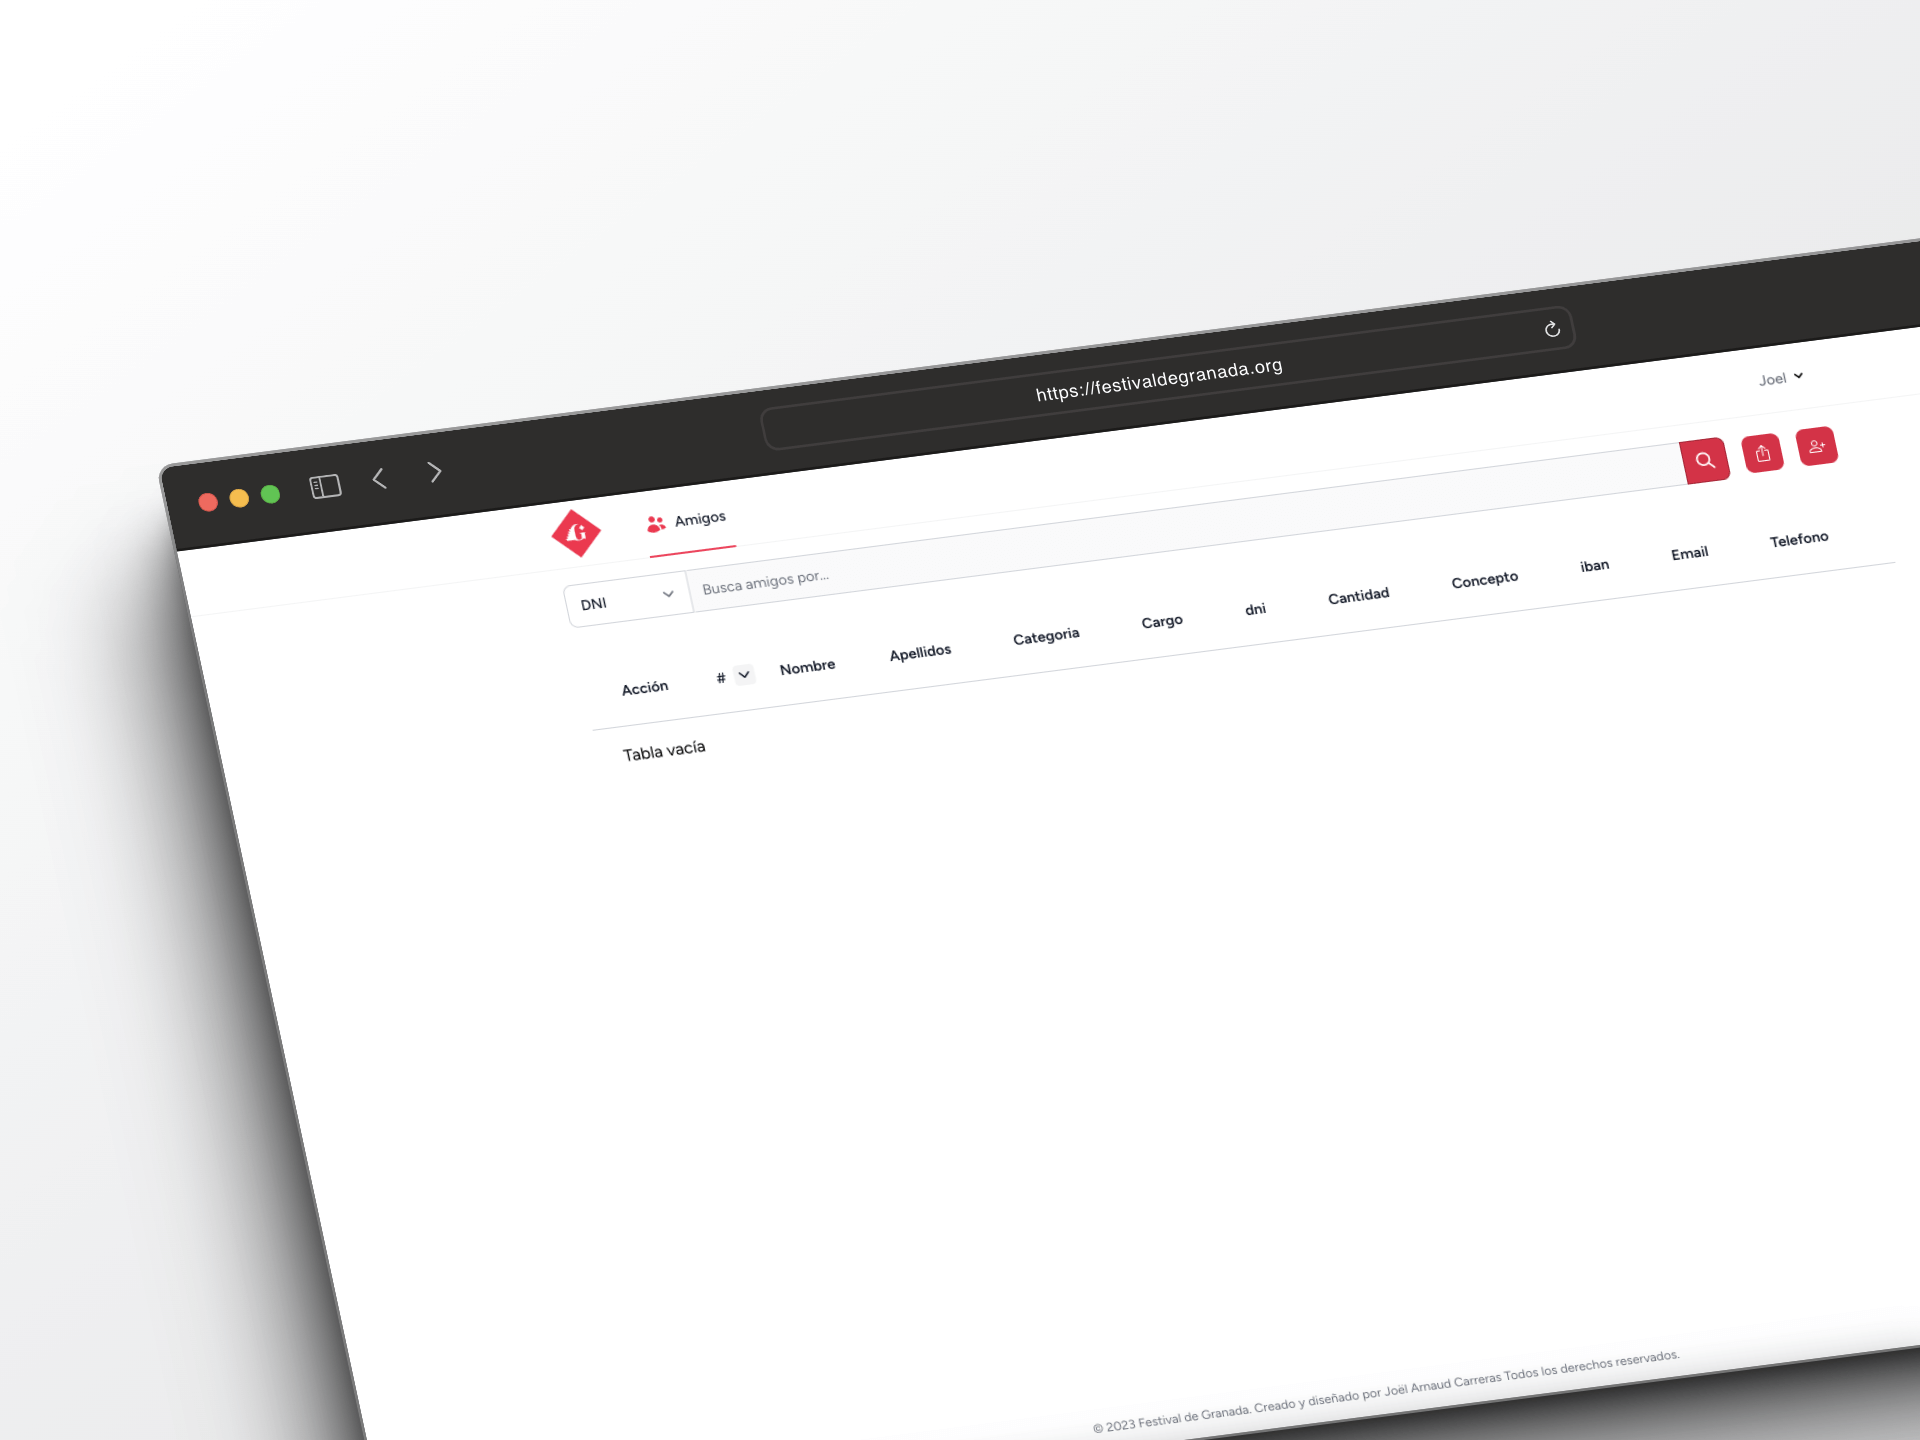 https://festivaldegranada.org
Joel
G Amigos
DNI Busca amigos por...
Acción # Nombre Apellidos Categoria Cargo dni Cantidad Concepto iban Email Telefono
Tabla vacía
© 2023 Festival de Granada. Creado y diseñado por Joël Arnaud Carreras Todos los derechos reservados.